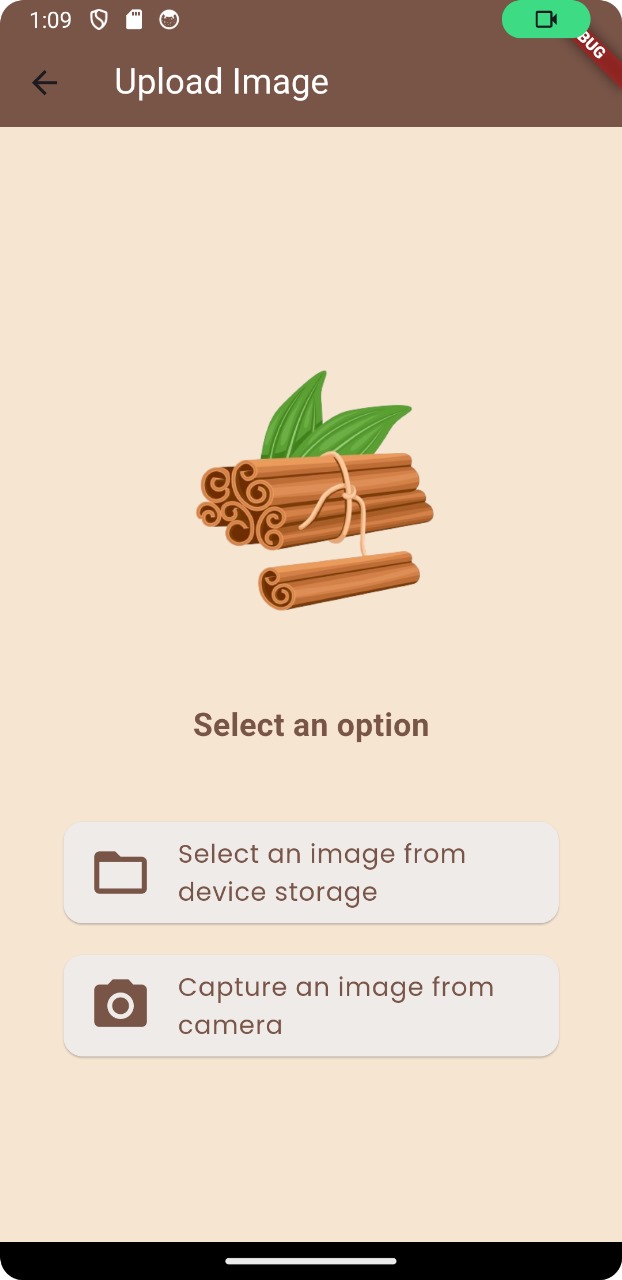 1:09
BUG
Upload Image
Select an option
Select an image from
device storage
Capture an image from
camera